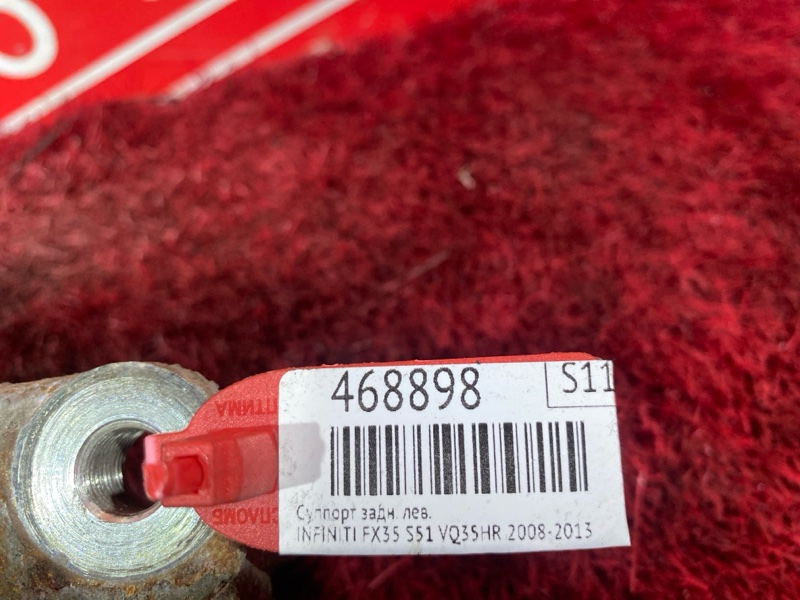 468898
S11
Суппорт задн. лев.
INFINITI FX35 S51 VQ35HR 2008-2013